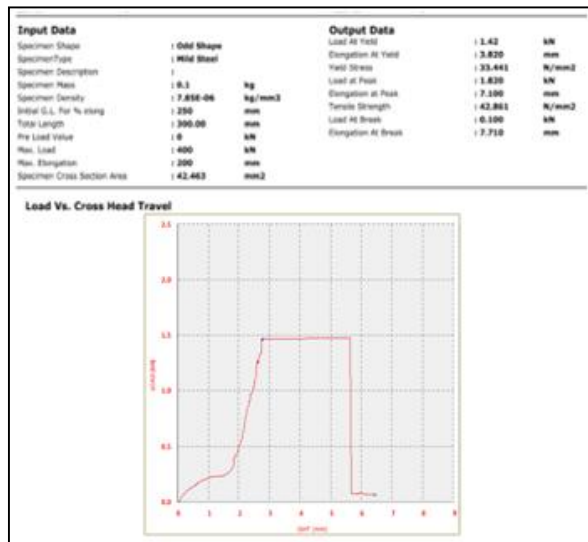 Input Data
Specimen Shape : Odd Shape
SpecimenType : Mild Steel
Specimen Description :
Specimen Mass : 0.1 kg
Specimen Density : 7.85E-06 kg/mm3
Initial G.L. For % elong : 250 mm
Total Length : 300.00 mm
Pre Load Value : 0 kN
Max. Load : 400 kN
Max. Elongation : 200 mm
Specimen Cross Section Area : 42.463 mm2
Output Data
Load At Yield : 1.42 kN
Elongation At Yield : 3.820 mm
Yield Stress : 33.441 N/mm2
Load at Peak : 1.820 kN
Elongation at Peak : 7.100 mm
Tensile Strength : 42.861 N/mm2
Load At Break : 0.100 kN
Elongation At Break : 7.710 mm
Load Vs. Cross Head Travel
2.5
2.0
1.5
1.0
0.5
0.0
0 1 2 3 4 5 6 7 8 9